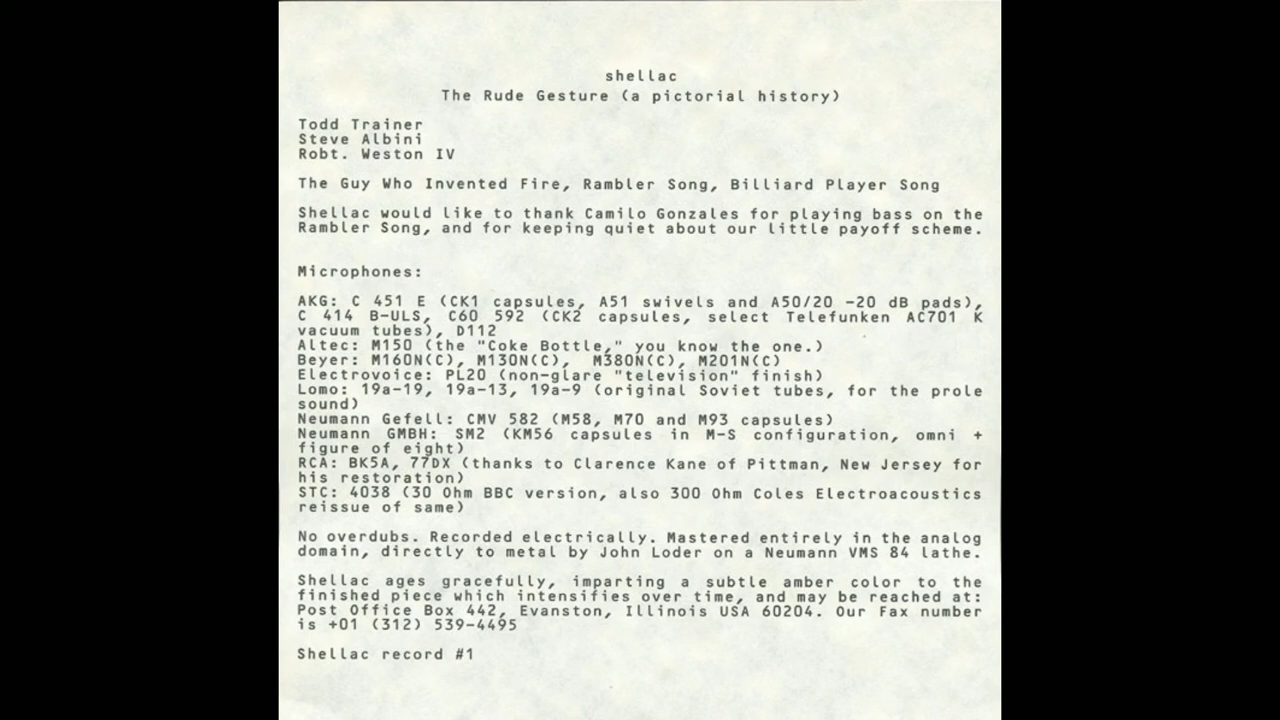 shellac
The Rude Gesture (a pictorial history)
Todd Trainer
Steve Albini
Robt. Weston IV
The Guy Who Invented Fire, Rambler Song, Billiard Player Song
Shellac would like to thank Camilo Gonzales for playing bass on the
Rambler Song, and for keeping quiet about our little payoff scheme.
Microphones:
AKG: C 451 E (CK1 capsules, A51 swivels and A50/20 -20 dB pads),
C 414 B-ULS, C60 592 (CK2 capsules, select Telefunken AC701 K
vacuum tubes), D112
Altec: M150 (the "Coke Bottle," you know the one.)
Beyer: M160N(C), M130N(C), M380N(C), M201N(C)
Electrovoice: PL20 (non-glare "television" finish)
Lomo: 19a-19, 19a-13, 19a-9 (original Soviet tubes, for the prole
sound)
Neumann Gefell: CMV 582 (M58, M70 and M93 capsules)
Neumann GMBH: SM2 (KM56 capsules in M-S configuration, omni +
figure of eight)
RCA: BK5A, 77DX (thanks to Clarence Kane of Pittman, New Jersey for
his restoration)
STC: 4038 (30 Ohm BBC version, also 300 Ohm Coles Electroacoustics
reissue of same)
No overdubs. Recorded electrically. Mastered entirely in the analog
domain, directly to metal by John Loder on a Neumann VMS 84 lathe.
Shellac ages gracefully, imparting a subtle amber color to the
finished piece which intensifies over time, and may be reached at:
Post Office Box 442, Evanston, Illinois USA 60204. Our Fax number
is +01 (312) 539-4495
Shellac record #1